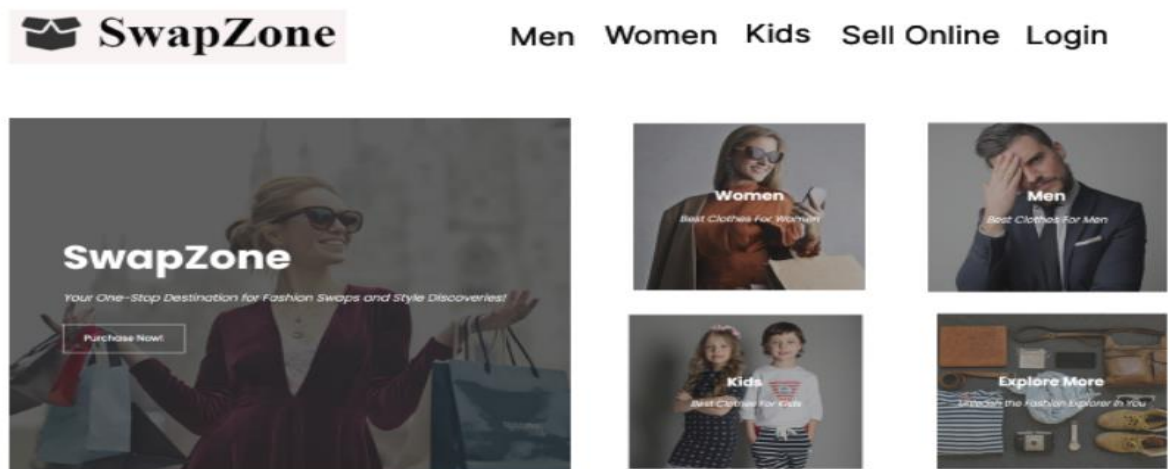 SwapZone
Men Women Kids Sell Online Login
SwapZone
Your One-Stop Destination for Fashion Swaps and Style Discoveries!
Purchase Now!
Women
Best Clothes For Women
Men
Best Clothes For Men
Kids
Best Clothes For Kids
Explore More
Unleash the Fashion Explorer In You